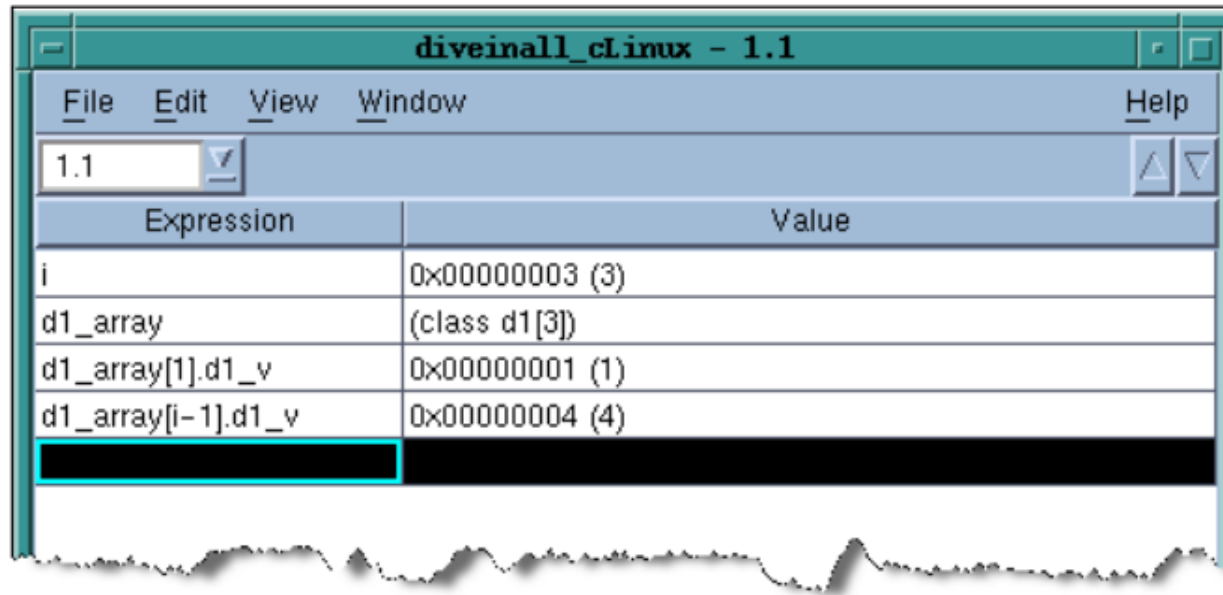 diveinall_cLinux - 1.1
File Edit View Window Help
1.1
Expression Value
i 0x00000003 (3)
d1_array (class d1[3])
d1_array[1].d1_v 0x00000001 (1)
d1_array[i-1].d1_v 0x00000004 (4)